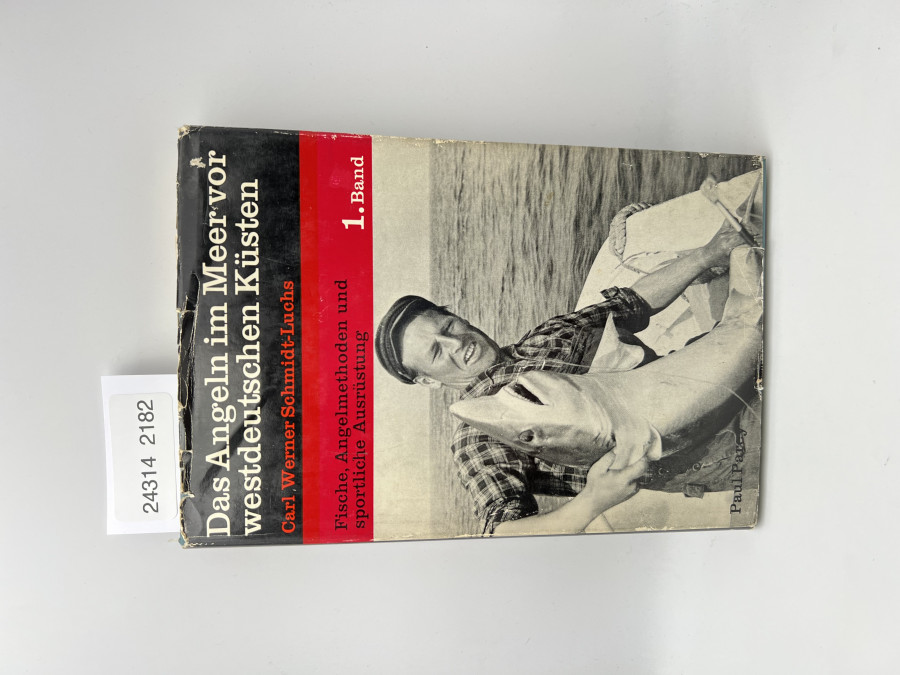 Das Angeln im Meer vor
westdeutschen Küsten
Carl Werner Schmidt-Luchs
1. Band
Fische, Angelmethoden und
sportliche Ausrüstung
Paul Parey
24314 2182